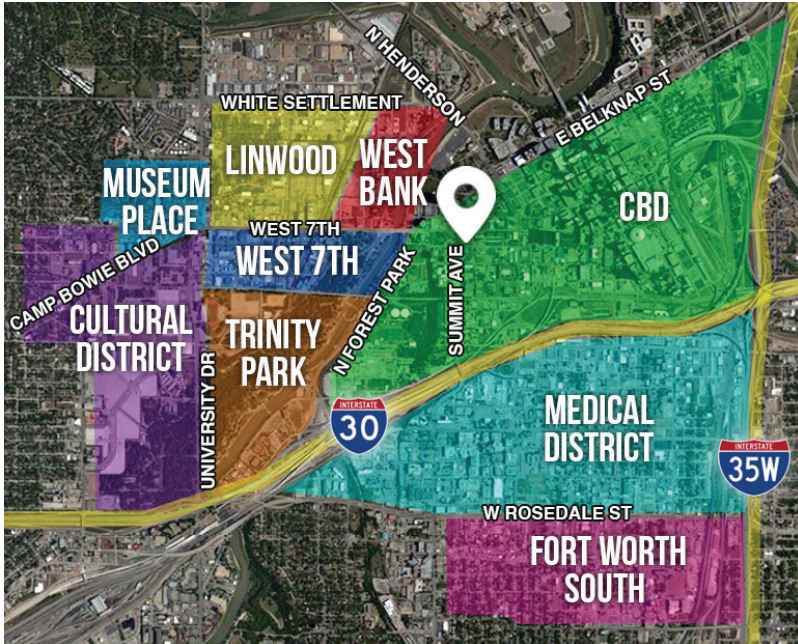 N HENDERSON
WHITE SETTLEMENT
E BELKNAP ST
LINWOOD
WEST
BANK
MUSEUM
PLACE
CBD
WEST 7TH
WEST 7TH
CAMP BOWIE BLVD
N FOREST PARK
SUMMIT AVE
CULTURAL
DISTRICT
TRINITY
PARK
UNIVERSITY DR
INTERSTATE
30
MEDICAL
DISTRICT
INTERSTATE
35W
W ROSEDALE ST
FORT WORTH
SOUTH